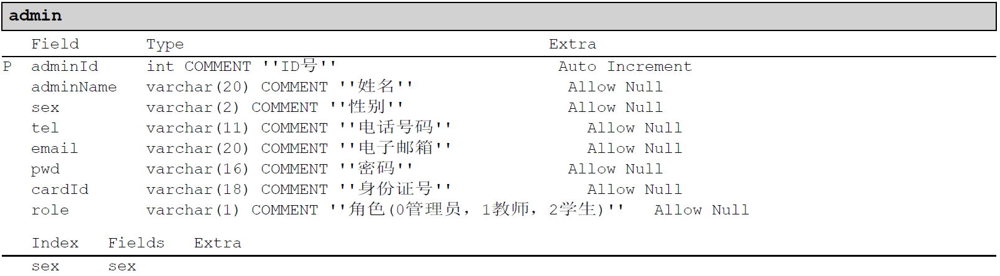 admin
Field Type Extra
P adminId int COMMENT ''ID号'' Auto Increment
adminName varchar(20) COMMENT ''姓名'' Allow Null
sex varchar(2) COMMENT ''性别'' Allow Null
tel varchar(11) COMMENT ''电话号码'' Allow Null
email varchar(20) COMMENT ''电子邮箱'' Allow Null
pwd varchar(16) COMMENT ''密码'' Allow Null
cardId varchar(18) COMMENT ''身份证号'' Allow Null
role varchar(1) COMMENT ''角色(0管理员，1教师，2学生)'' Allow Null
Index Fields Extra
sex sex